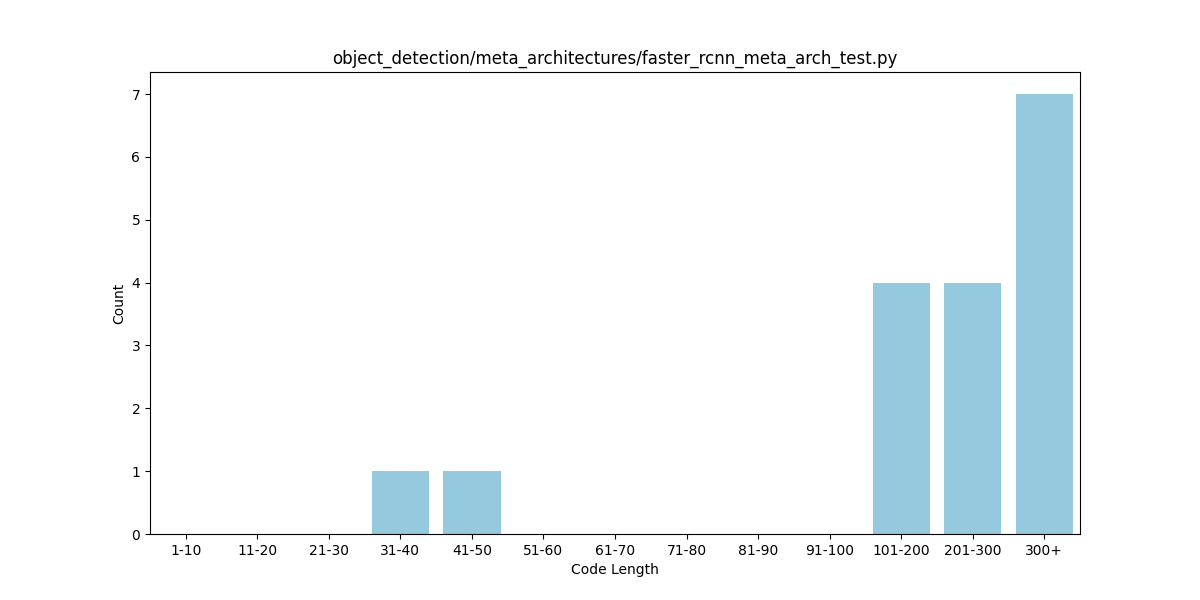 object_detection/meta_architectures/faster_rcnn_meta_arch_test.py
7
6
5
4
3
2
1
0
Count
1-10 11-20 21-30 31-40 41-50 51-60 61-70 71-80 81-90 91-100 101-200 201-300 300+
Code Length